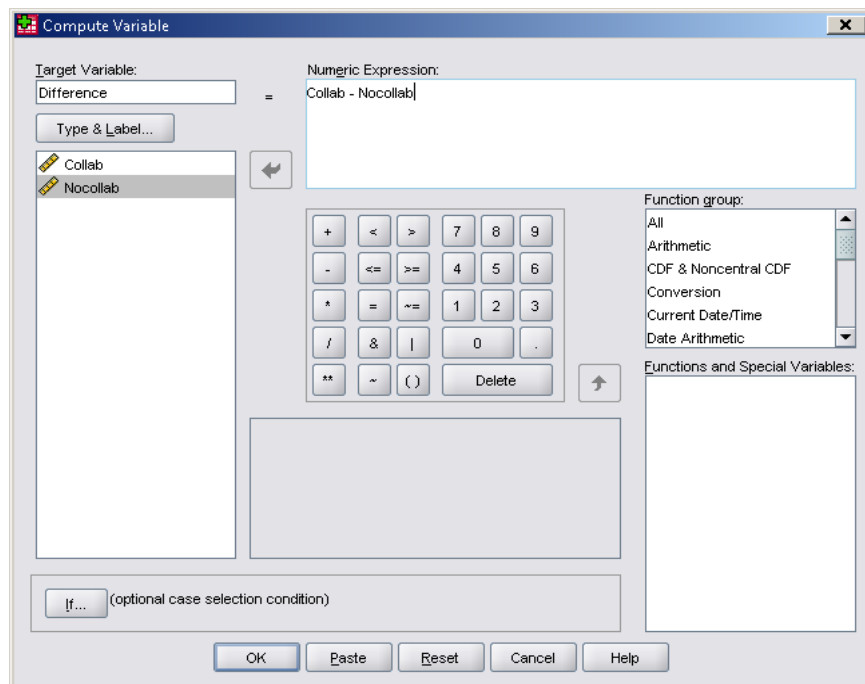 Compute Variable
Target Variable:
Difference
=
Numeric Expression:
Collab - Nocollab
Type & Label...
Collab
Nocollab
Function group:
All
Arithmetic
CDF & Noncentral CDF
Conversion
Current Date/Time
Date Arithmetic
+ < > 7 8 9
- <= >= 4 5 6
* = ~= 1 2 3
/ & | 0 .
** ~ ( ) Delete
Functions and Special Variables:
If... (optional case selection condition)
OK Paste Reset Cancel Help